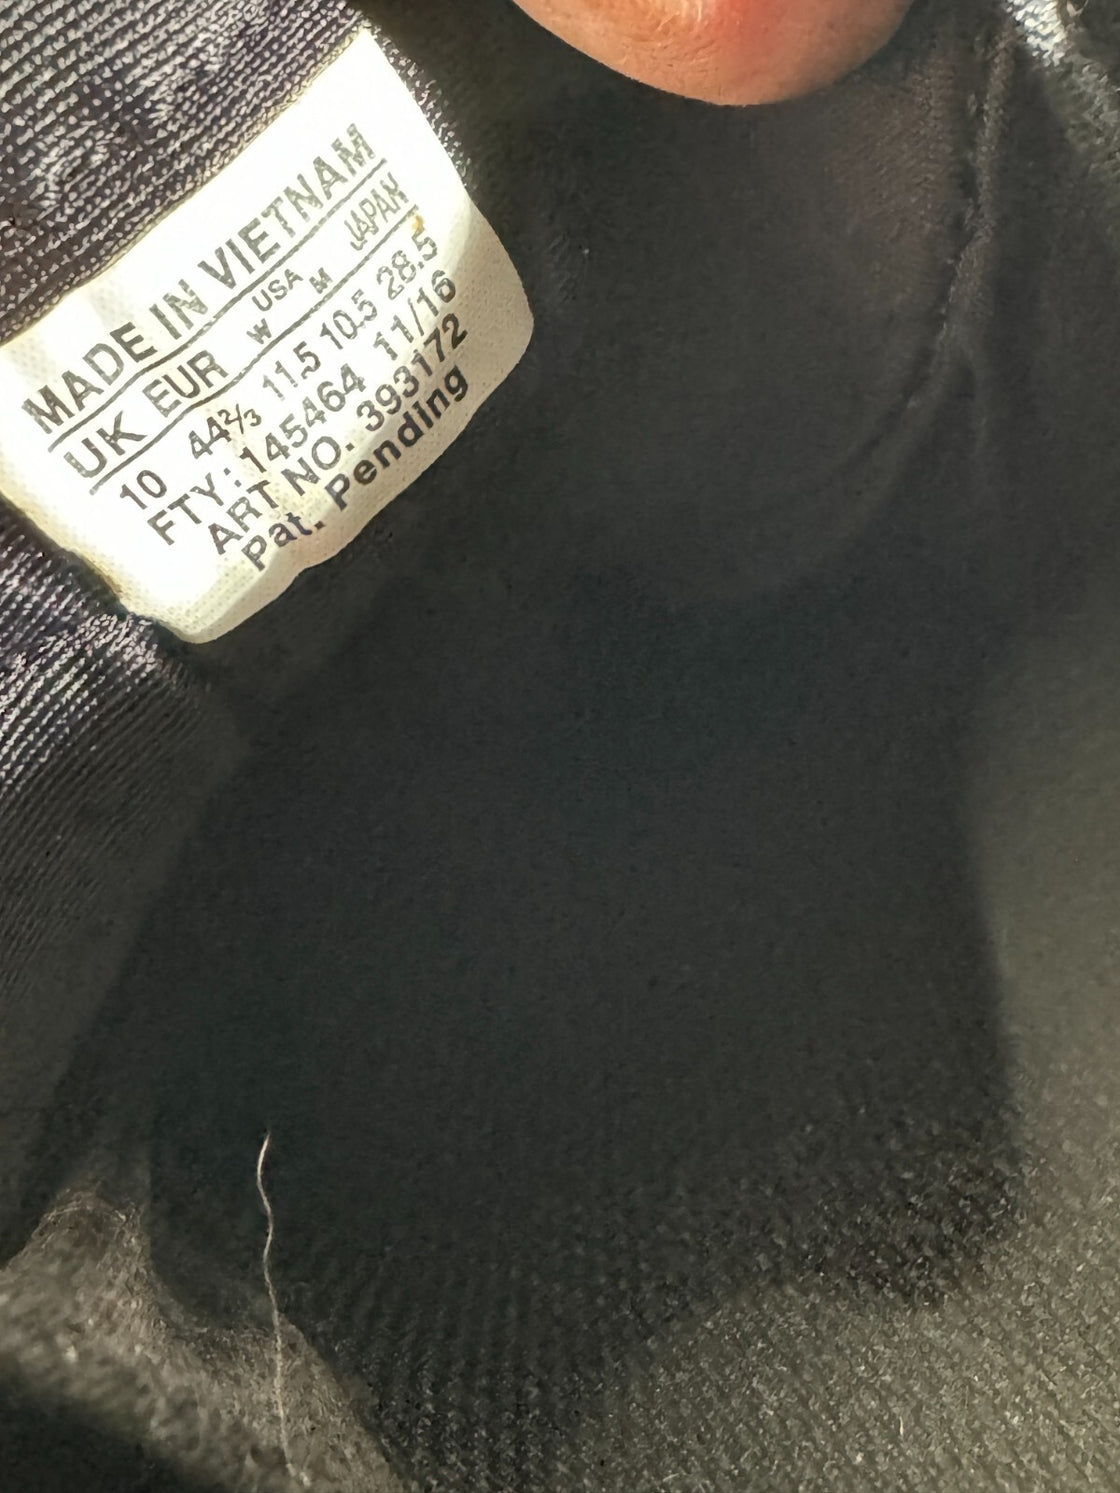 MADE IN VIETNAM
USA JAPAN
UK EUR W M
10 44⅔ 11.5 10.5 28.5
FTY: 145464 11/16
ART NO. 393172
Pat. Pending